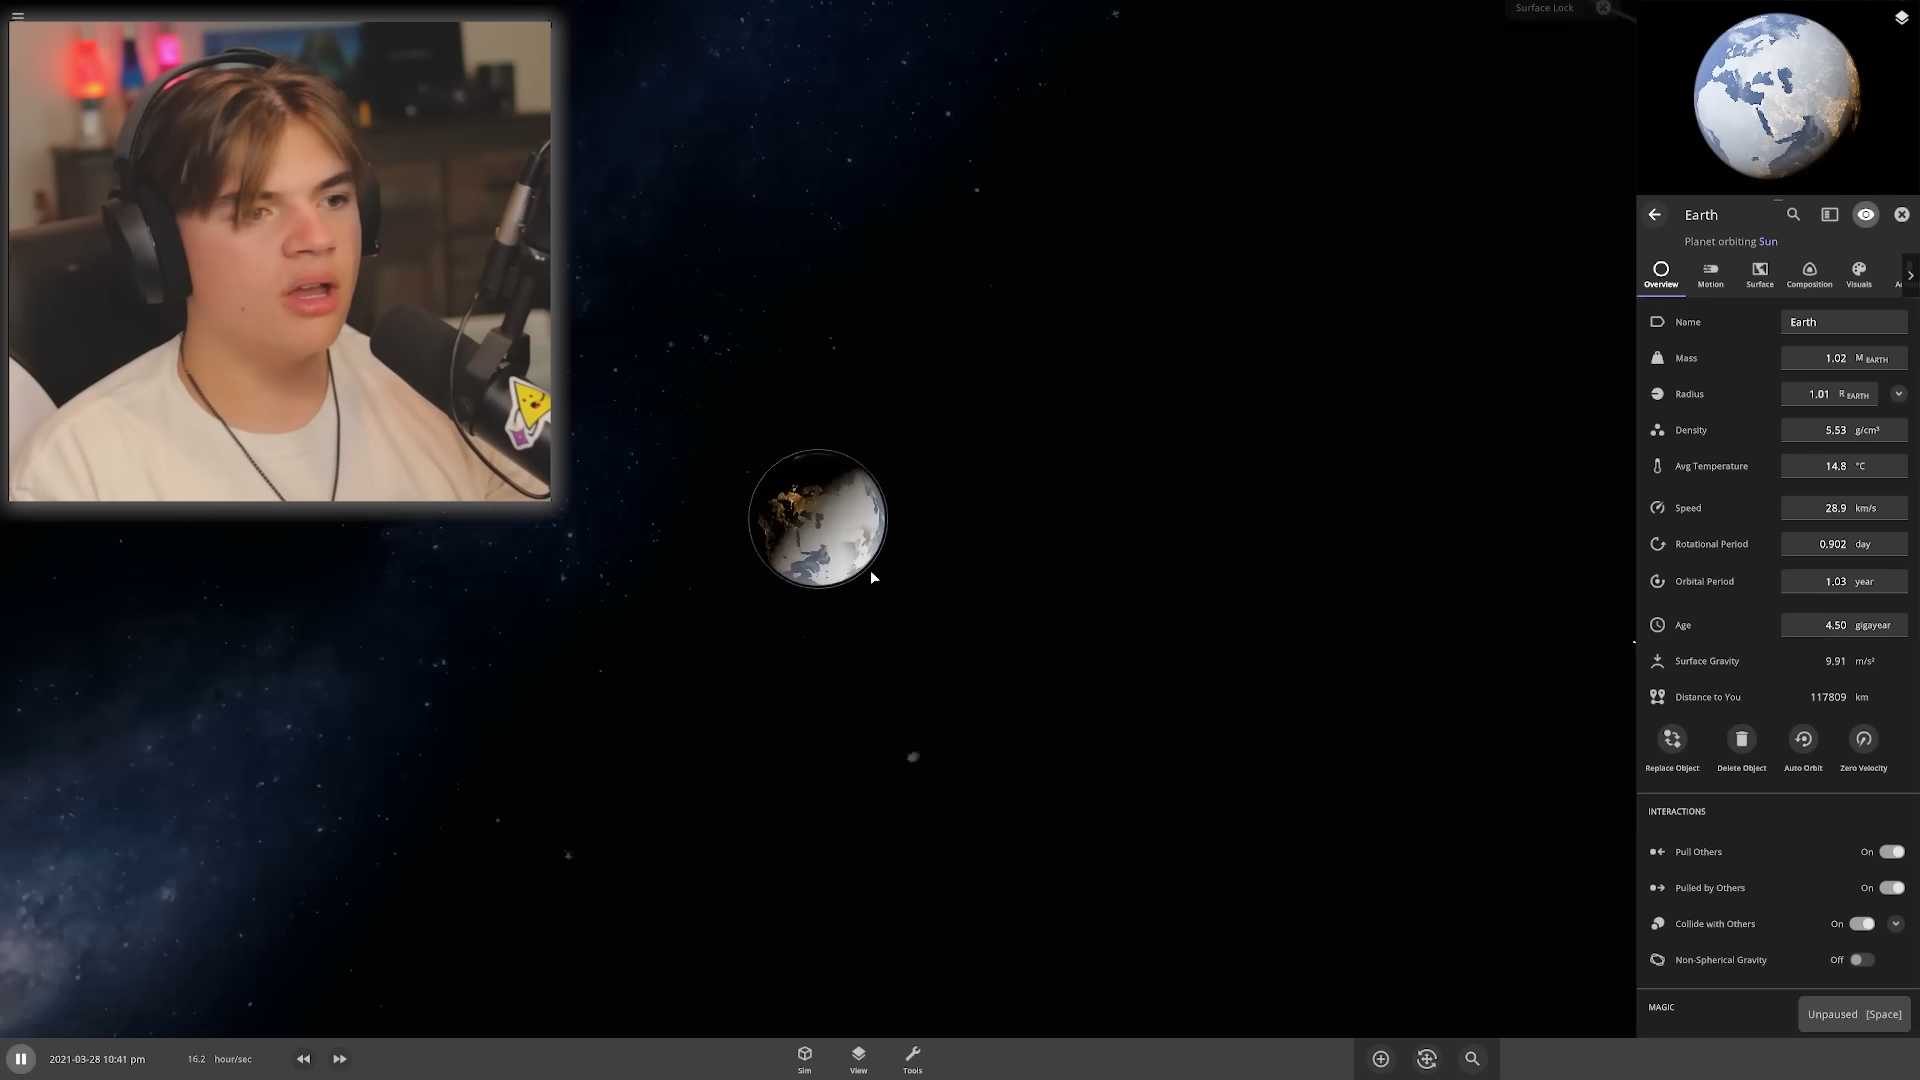 Surface Lock
Earth
Planet orbiting Sun
Overview
Motion
Surface
Composition
Visuals
Name
Earth
Mass
1.02 M EARTH
Radius
1.01 R EARTH
Density
5.53 g/cm³
Avg Temperature
14.8 °C
Speed
28.9 km/s
Rotational Period
0.902 day
Orbital Period
1.03 year
Age
4.50 gigayear
Surface Gravity
9.91 m/s²
Distance to You
117809 km
Replace Object
Delete Object
Auto Orbit
Zero Velocity
INTERACTIONS
Pull Others
On
Pulled by Others
On
Collide with Others
On
Non-Spherical Gravity
Off
MAGIC
Unpaused [Space]
2021-03-28 10:41 pm
16.2 hour/sec
Sim
View
Tools